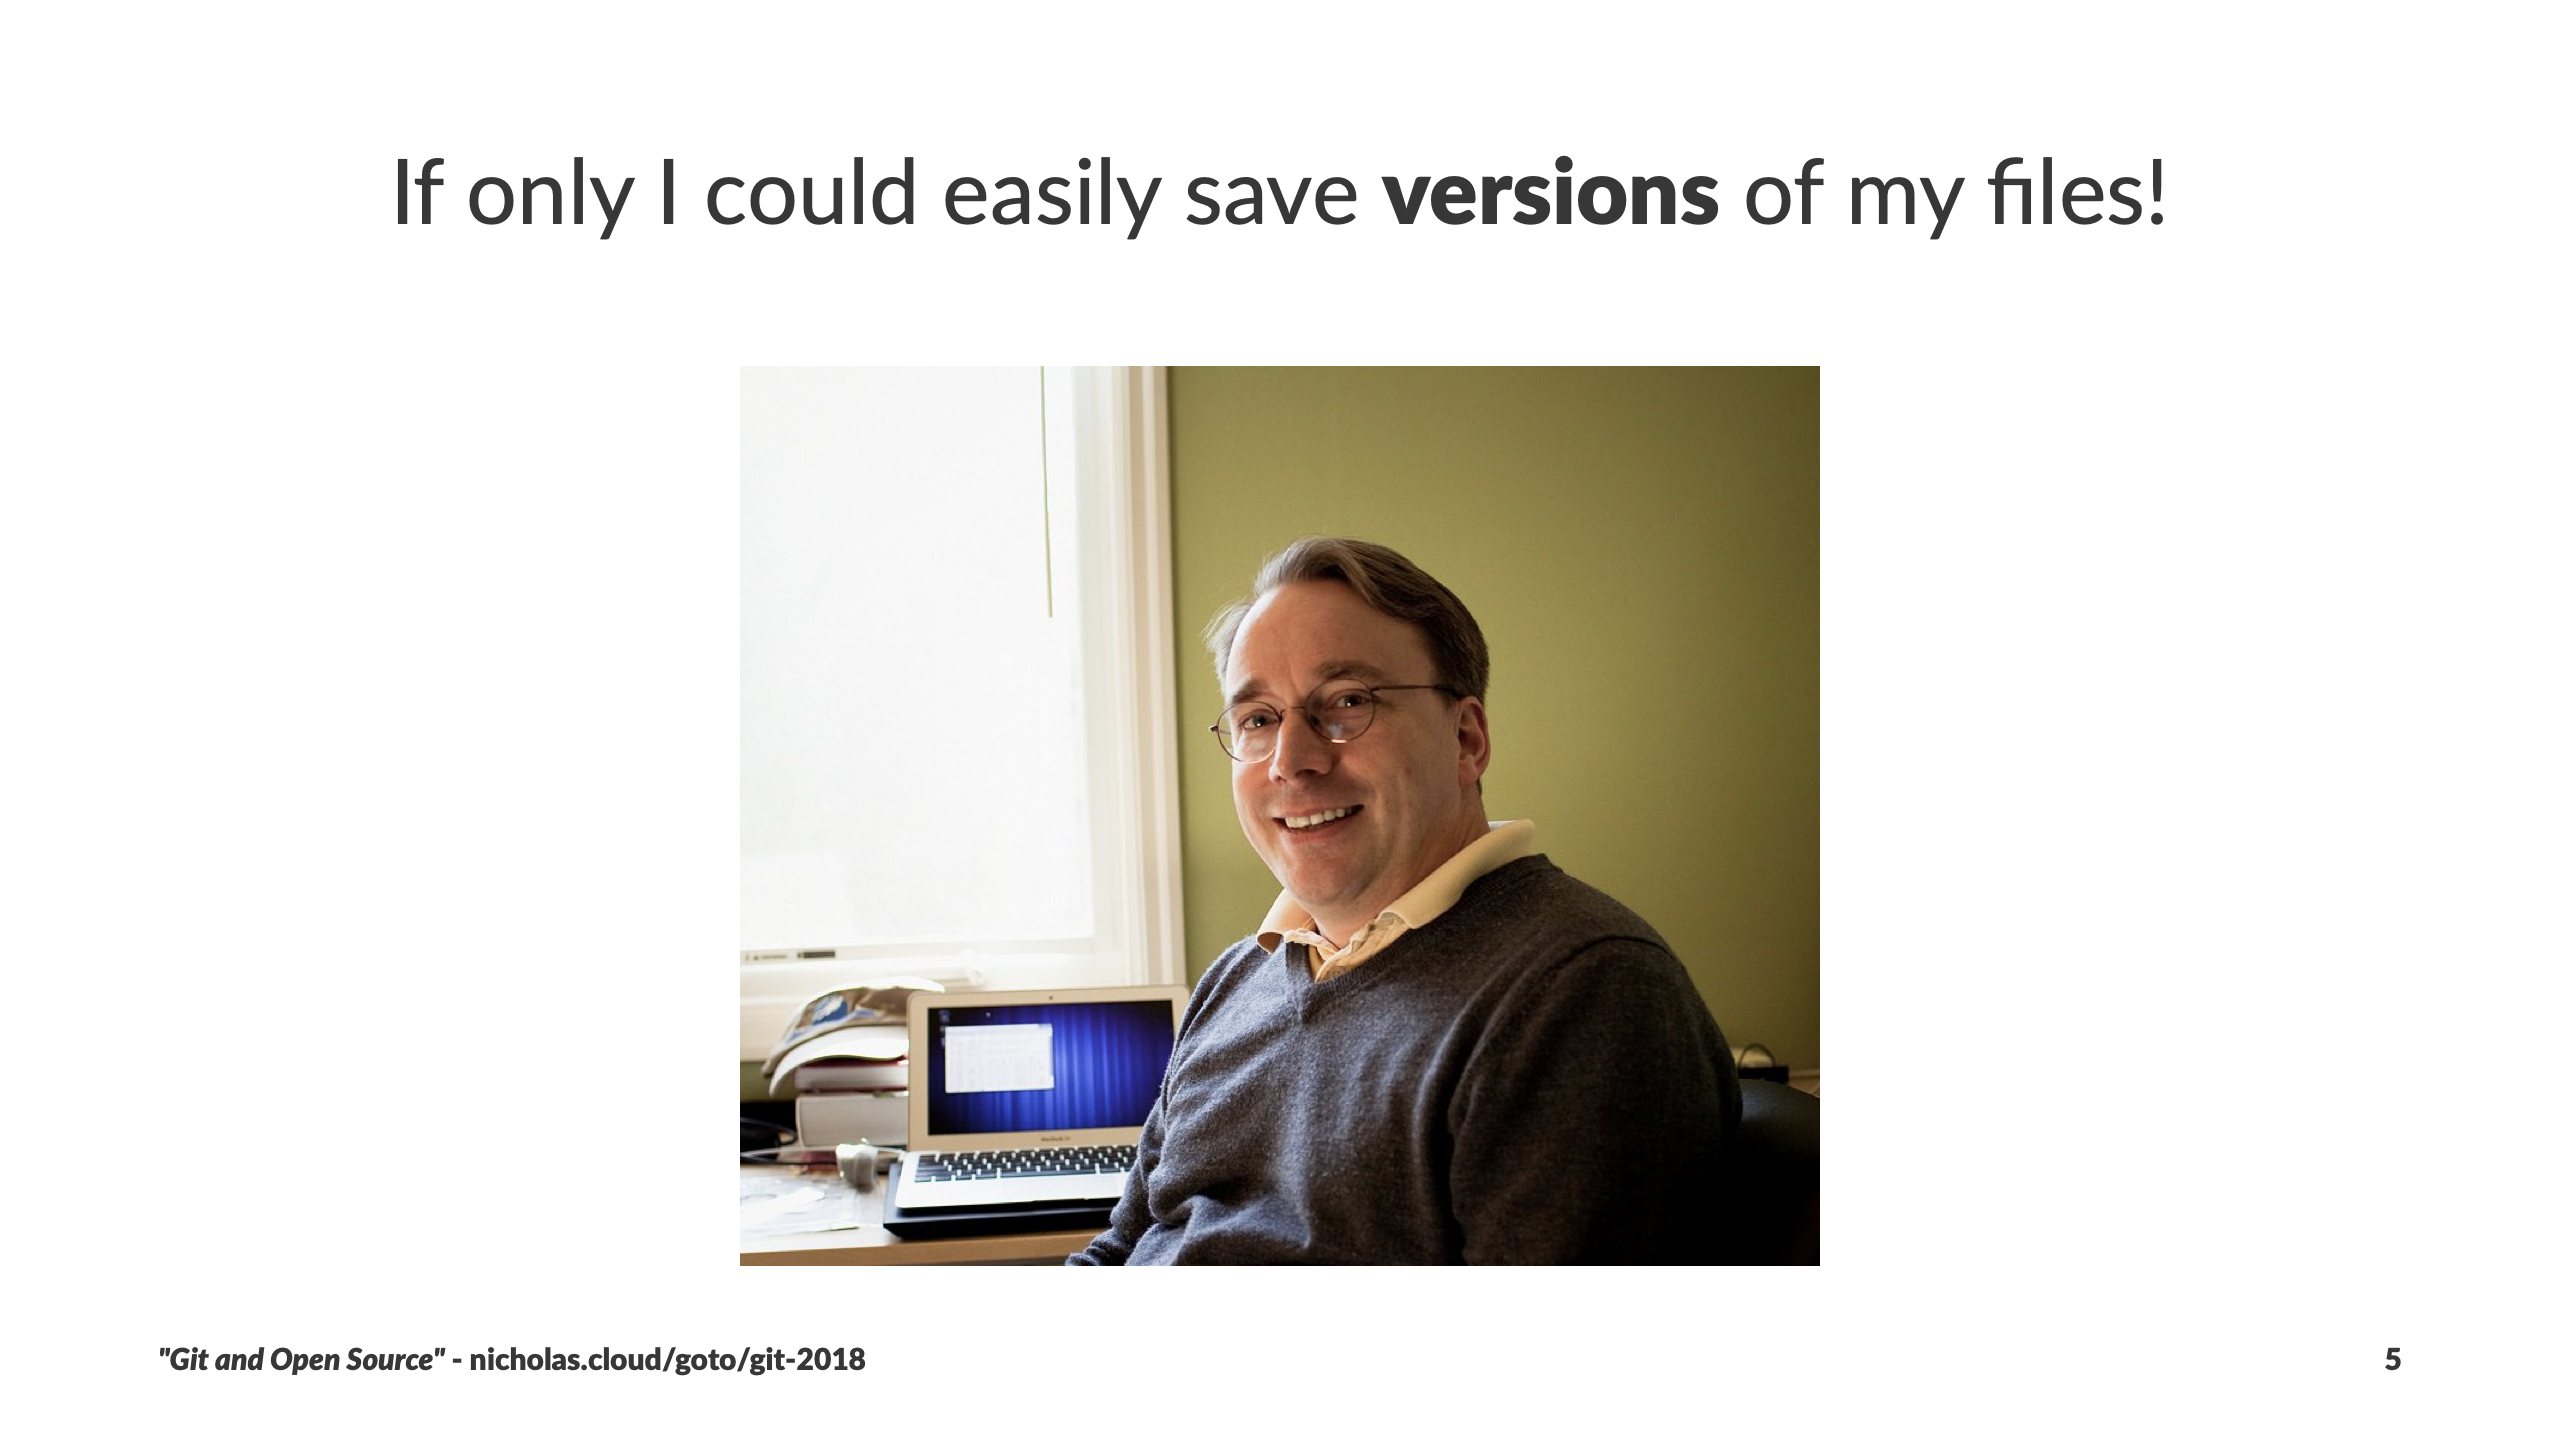 If only I could easily save versions of my files!
"Git and Open Source" - nicholas.cloud/goto/git-2018
5